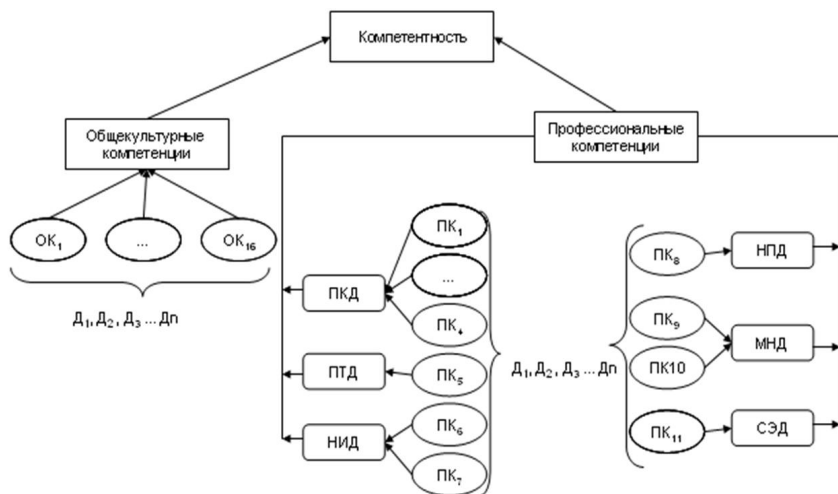 Компетентность
Общекультурные
компетенции
Профессиональные
компетенции
ОК₁
...
ОК₁₆
Д₁, Д₂, Д₃ ... Дn
ПКД
ПТД
НИД
ПК₁
...
ПК₄
ПК₅
ПК₆
ПК₇
Д₁, Д₂, Д₃ ... Дn
ПК₈
ПК₉
ПК10
ПК₁₁
НПД
МНД
СЭД